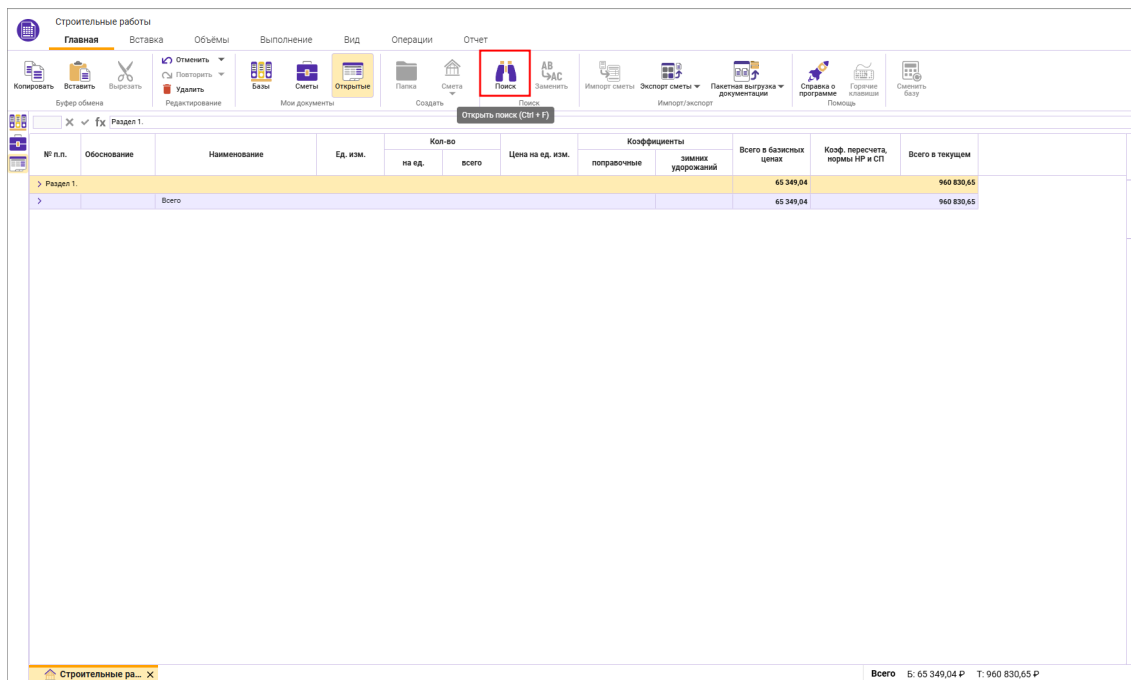 Строительные работы
Главная Вставка Объёмы Выполнение Вид Операции Отчет
Копировать Вставить Вырезать
Буфер обмена
Отменить
Повторить
Удалить
Редактирование
Базы Сметы Открытые
Мои документы
Папка Смета
Создать
Поиск
AB
AC
Заменить
Поиск
Импорт сметы Экспорт сметы Пакетная выгрузка документации
Импорт/экспорт
Справка о программе Горячие клавиши
Помощь
Сменить базу
Открыть поиск (Ctrl + F)
fx Раздел 1.
№ п.п. Обоснование Наименование Ед. изм. Кол-во Цена на ед. изм. Коэффициенты Всего в базисных ценах Коэф. пересчета, нормы НР и СП Всего в текущем
на ед. всего поправочные зимних удорожаний
Раздел 1. 65 349,04 960 830,65
Всего 65 349,04 960 830,65
Строительные ра... X
Всего Б: 65 349,04 ₽ Т: 960 830,65 ₽